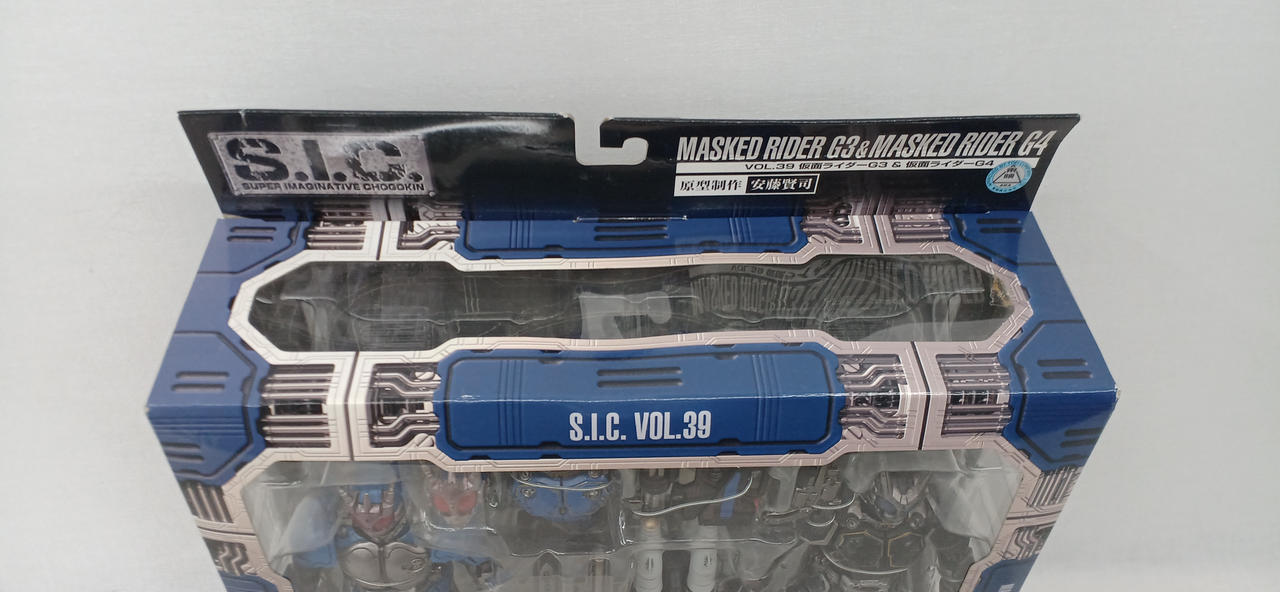 S.I.C.
SUPER IMAGINATIVE CHOGOKIN
MASKED RIDER G3 & MASKED RIDER G4
VOL.39 仮面ライダーG3 & 仮面ライダーG4
原型制作 安藤賢司
S.I.C. VOL.39